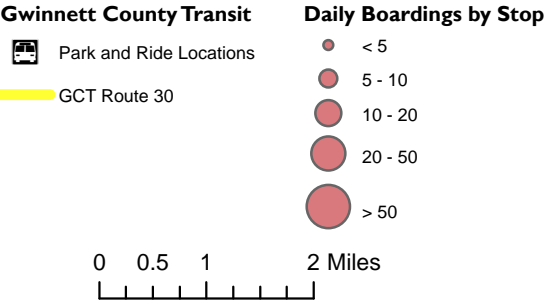 Gwinnett County Transit
Park and Ride Locations
GCT Route 30
Daily Boardings by Stop
< 5
5 - 10
10 - 20
20 - 50
> 50
0 0.5 1 2 Miles